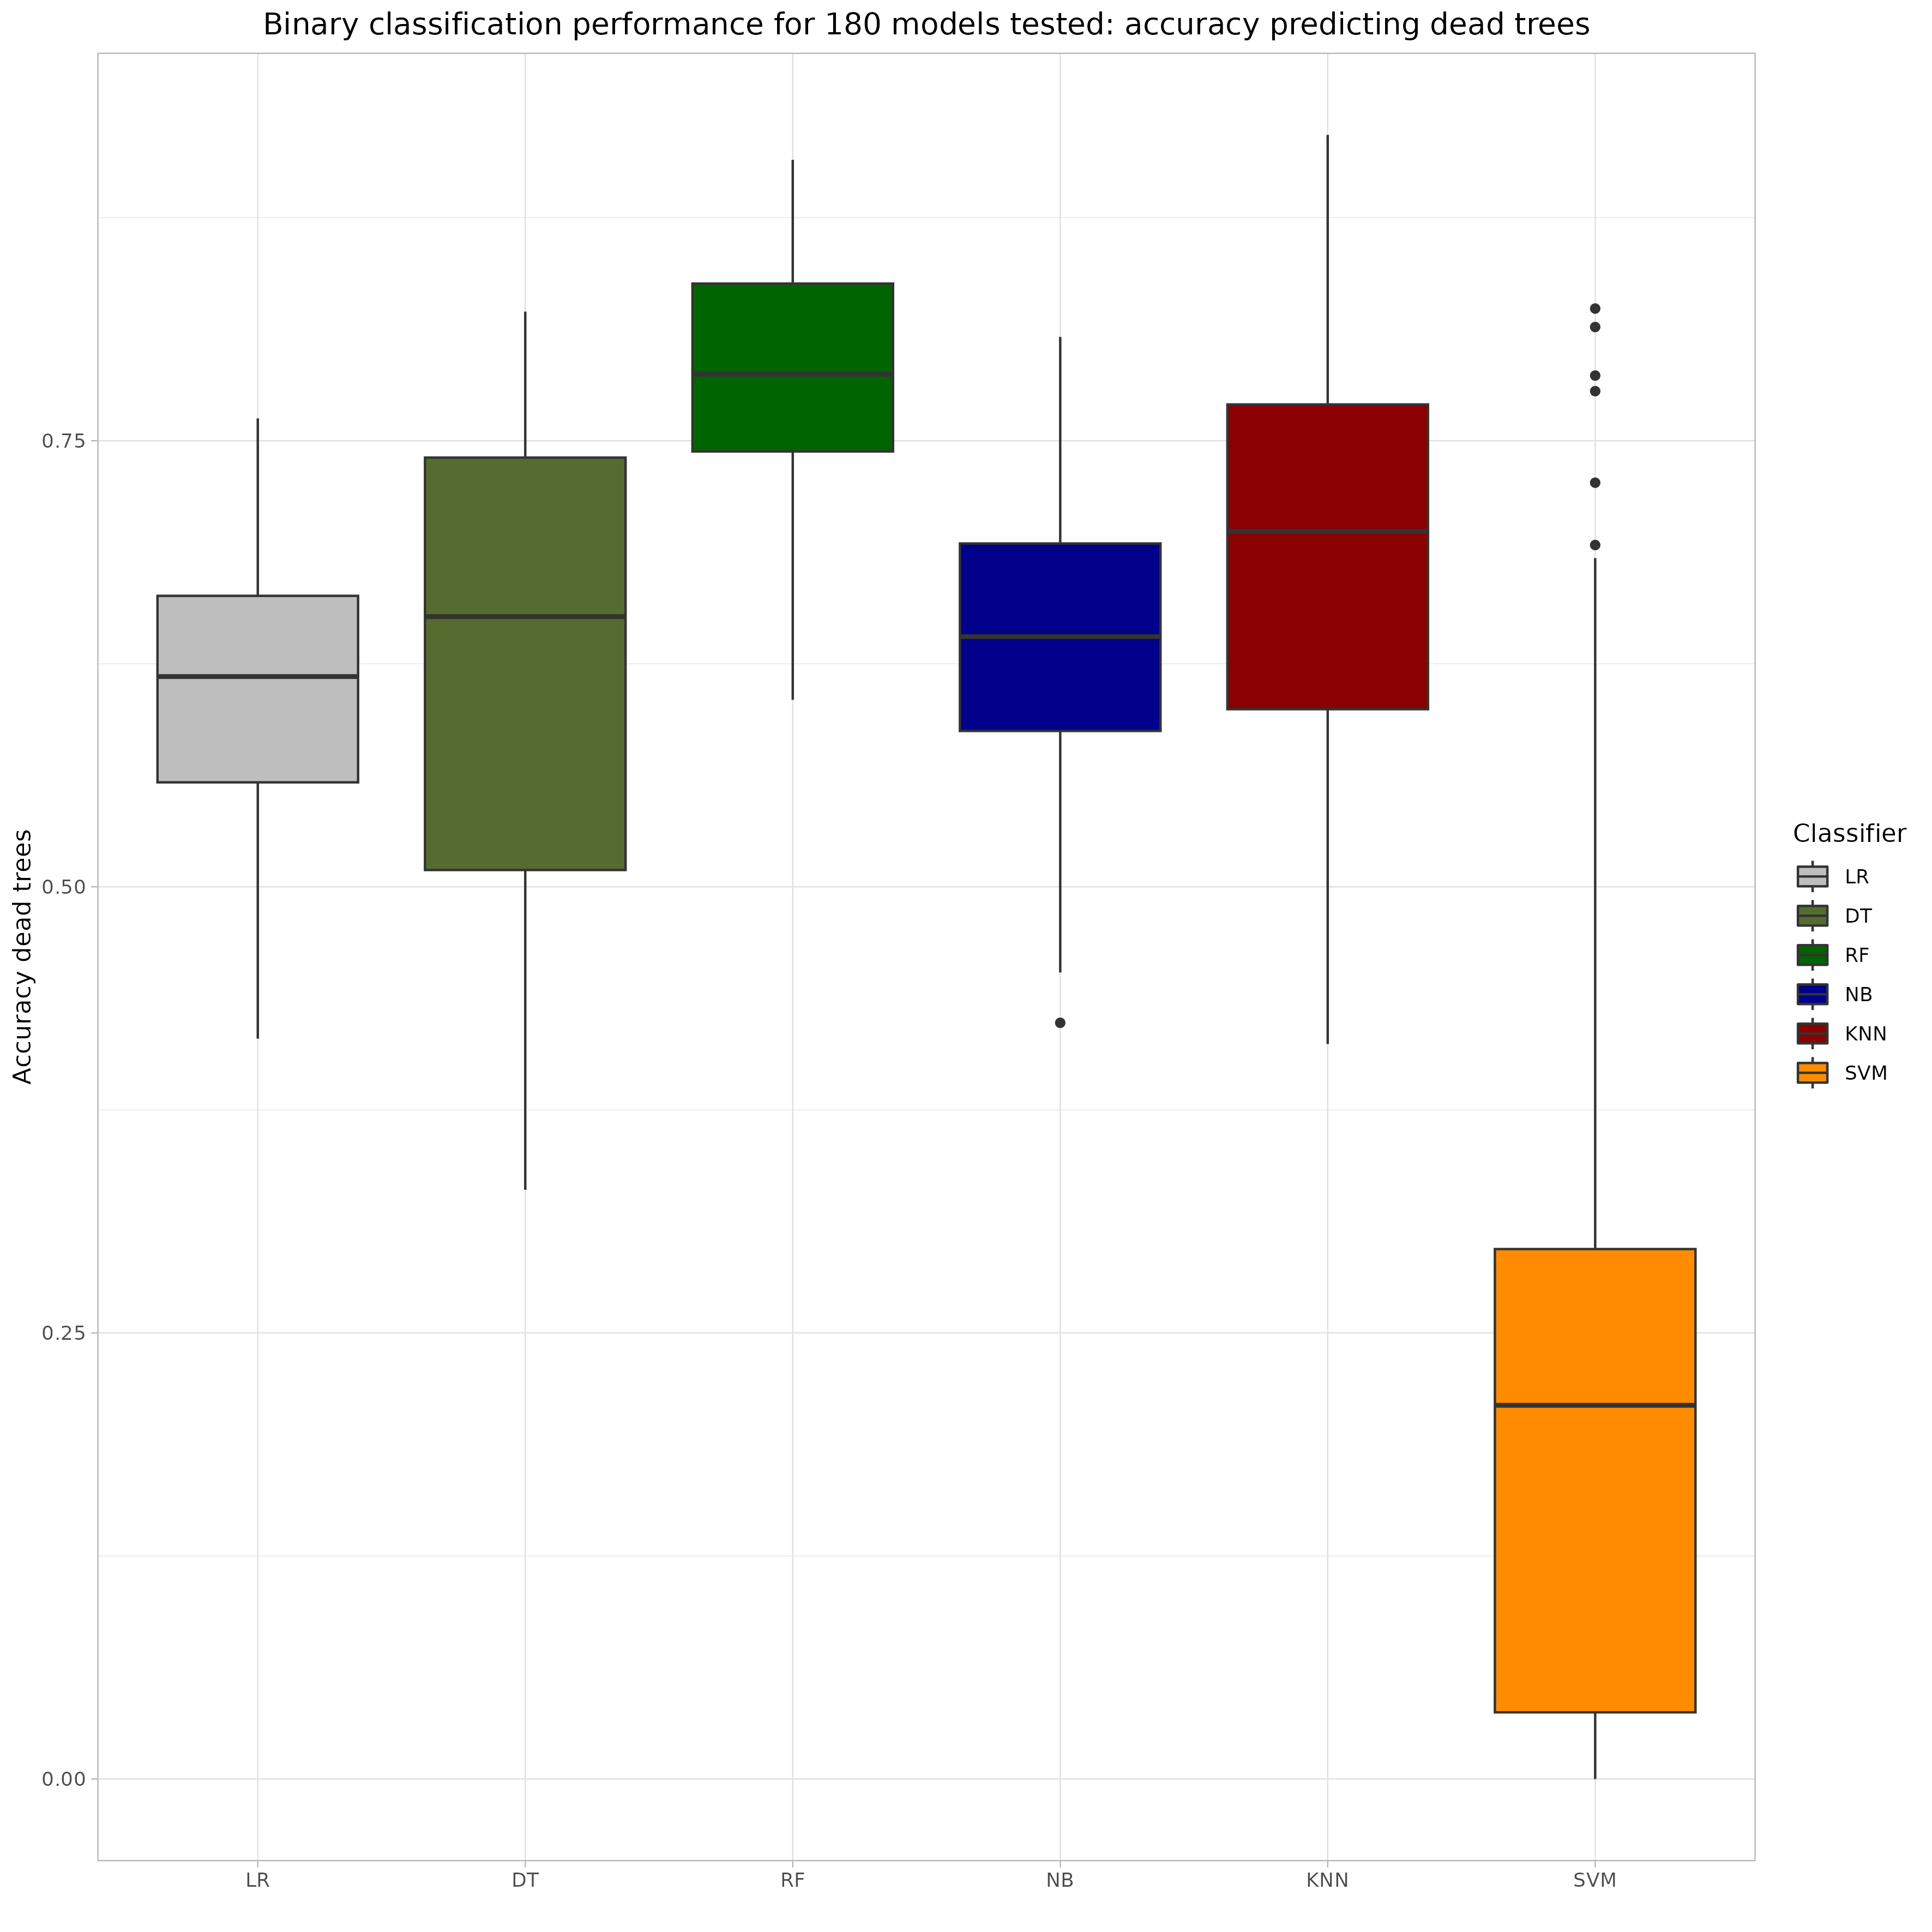 Binary classification performance for 180 models tested: accuracy predicting dead trees
Accuracy dead trees
0.75
0.50
0.25
0.00
LR
DT
RF
NB
KNN
SVM
Classifier
LR
DT
RF
NB
KNN
SVM